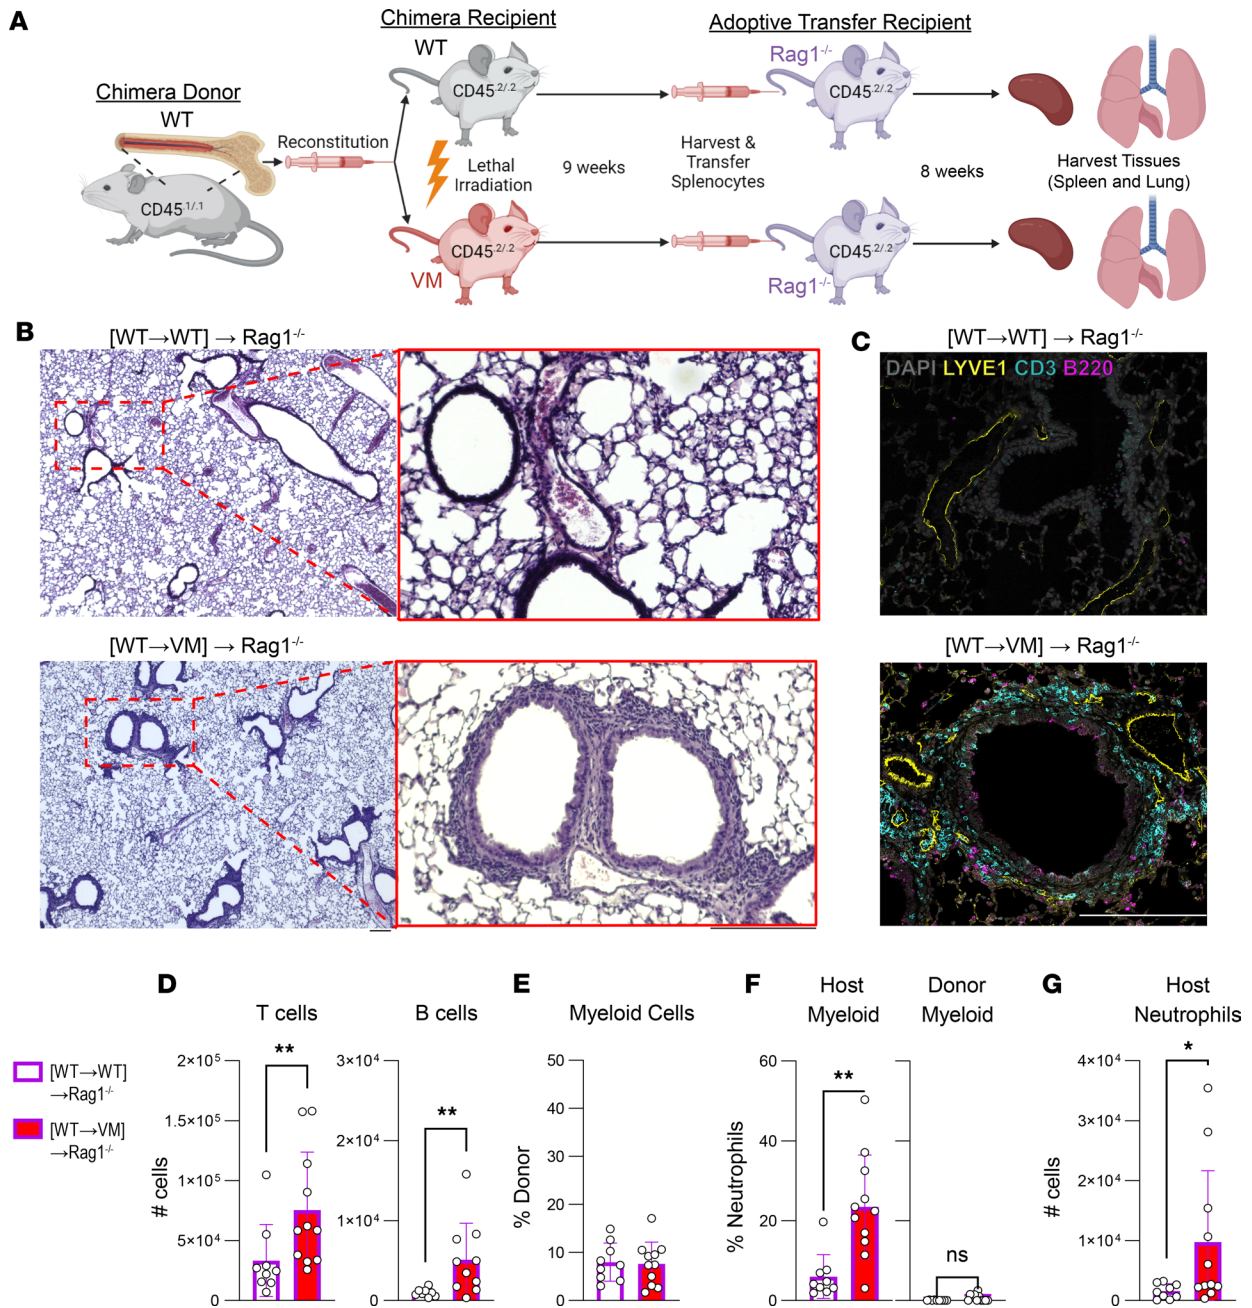 A
Chimera Donor
WT
CD45.1/.1
Reconstitution
Chimera Recipient
WT
CD45.2/.2
Lethal
Irradiation
CD45.2/.2
VM
9 weeks
Harvest &
Transfer
Splenocytes
Adoptive Transfer Recipient
Rag1-/-
CD45.2/.2
CD45.2/.2
Rag1-/-
8 weeks
Harvest Tissues
(Spleen and Lung)
B
[WT→WT] → Rag1-/-
[WT→VM] → Rag1-/-
C
[WT→WT] → Rag1-/-
DAPI LYVE1 CD3 B220
[WT→VM] → Rag1-/-
[WT→WT]
→Rag1-/-
[WT→VM]
→Rag1-/-
D
T cells
# cells
2×10⁵
1.5×10⁵
1×10⁵
5×10⁴
0
**
B cells
3×10⁴
2×10⁴
1×10⁴
0
**
E
Myeloid Cells
% Donor
50
40
30
20
10
0
F
Host
Myeloid
Donor
Myeloid
% Neutrophils
60
40
20
0
**
ns
G
Host
Neutrophils
# cells
4×10⁴
3×10⁴
2×10⁴
1×10⁴
0
*